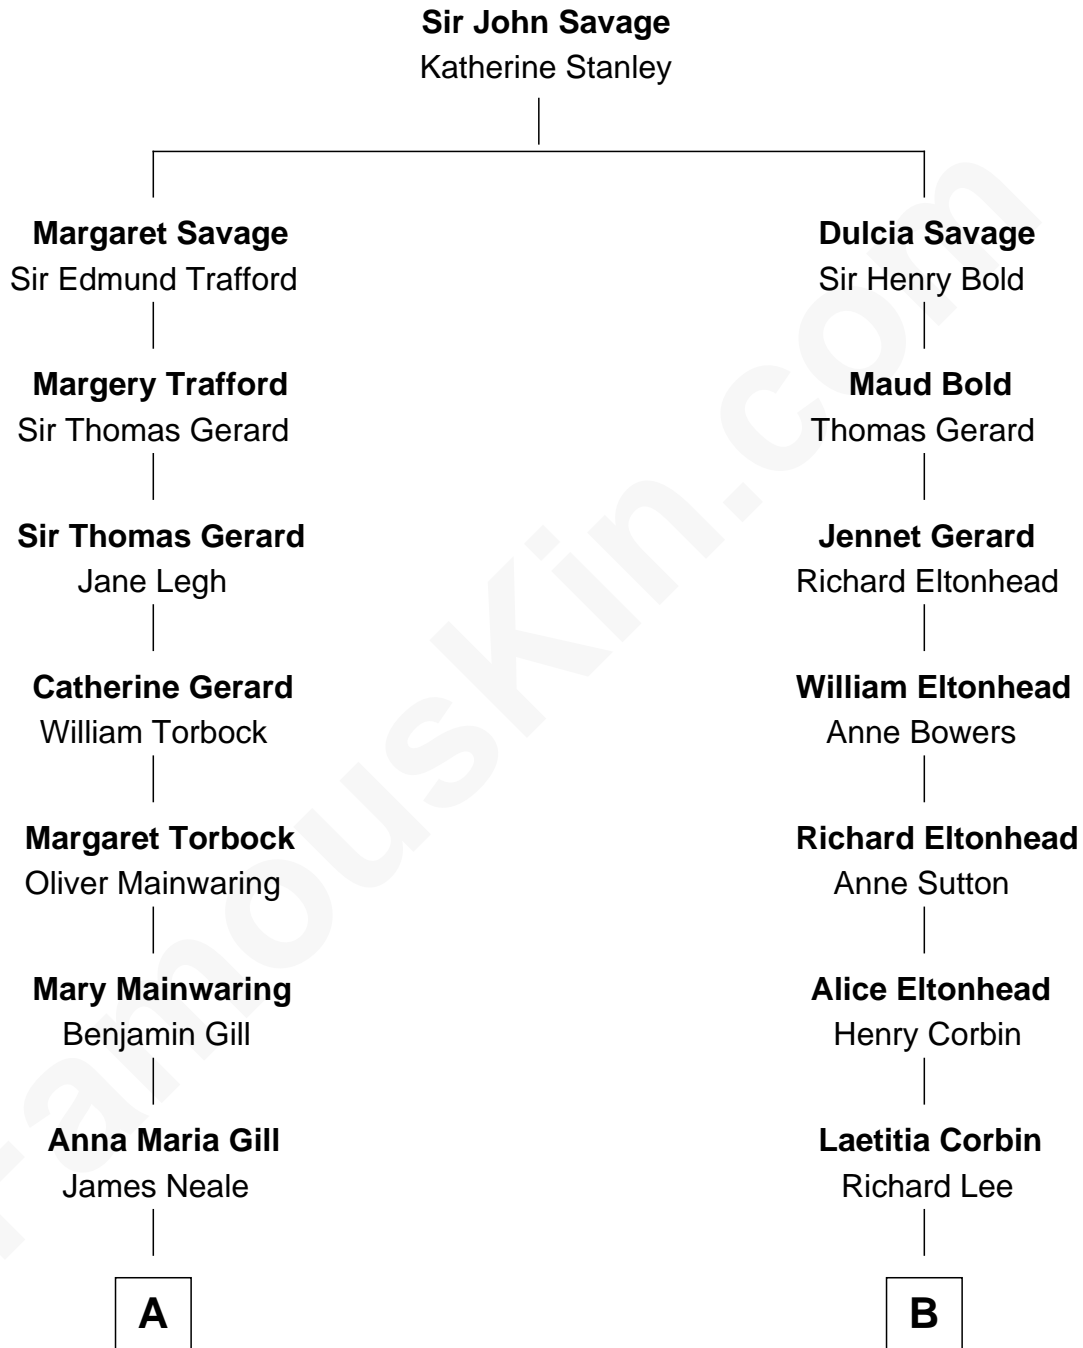 Sir John Savage
Katherine Stanley
Margaret Savage
Sir Edmund Trafford
Dulcia Savage
Sir Henry Bold
Margery Trafford
Sir Thomas Gerard
Maud Bold
Thomas Gerard
Sir Thomas Gerard
Jane Legh
Jennet Gerard
Richard Eltonhead
Catherine Gerard
William Torbock
William Eltonhead
Anne Bowers
Margaret Torbock
Oliver Mainwaring
Richard Eltonhead
Anne Sutton
Mary Mainwaring
Benjamin Gill
Alice Eltonhead
Henry Corbin
Anna Maria Gill
James Neale
Laetitia Corbin
Richard Lee
A
B
FamousKin.com